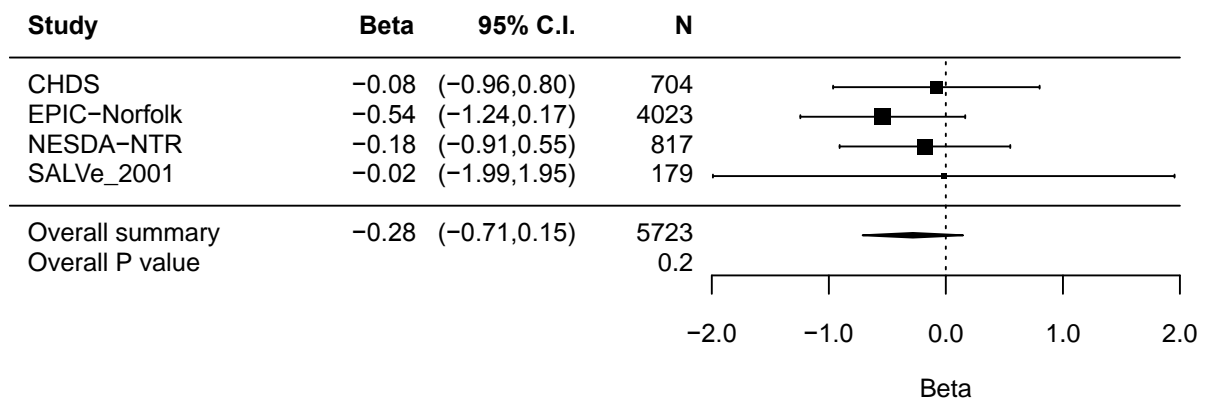 Study Beta 95% C.I. N
CHDS −0.08 (−0.96,0.80) 704
EPIC−Norfolk −0.54 (−1.24,0.17) 4023
NESDA−NTR −0.18 (−0.91,0.55) 817
SALVe_2001 −0.02 (−1.99,1.95) 179
Overall summary −0.28 (−0.71,0.15) 5723
Overall P value 0.2
−2.0 −1.0 0.0 1.0 2.0
Beta